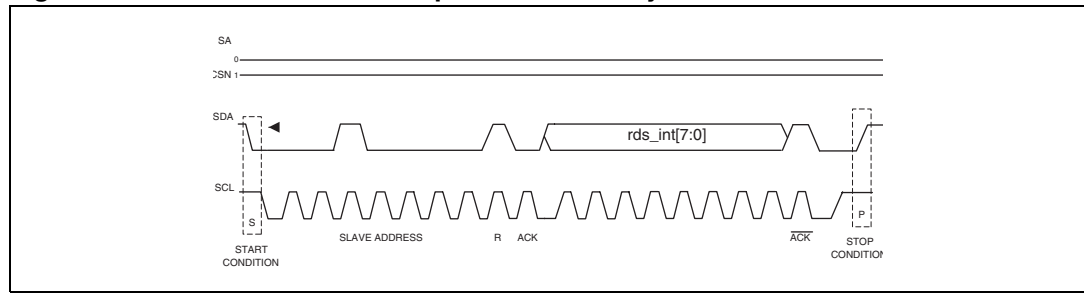 SA
0
CSN 1
SDA
rds_int[7:0]
SCL
S
P
SLAVE ADDRESS R ACK ACK
START
CONDITION
STOP
CONDITION